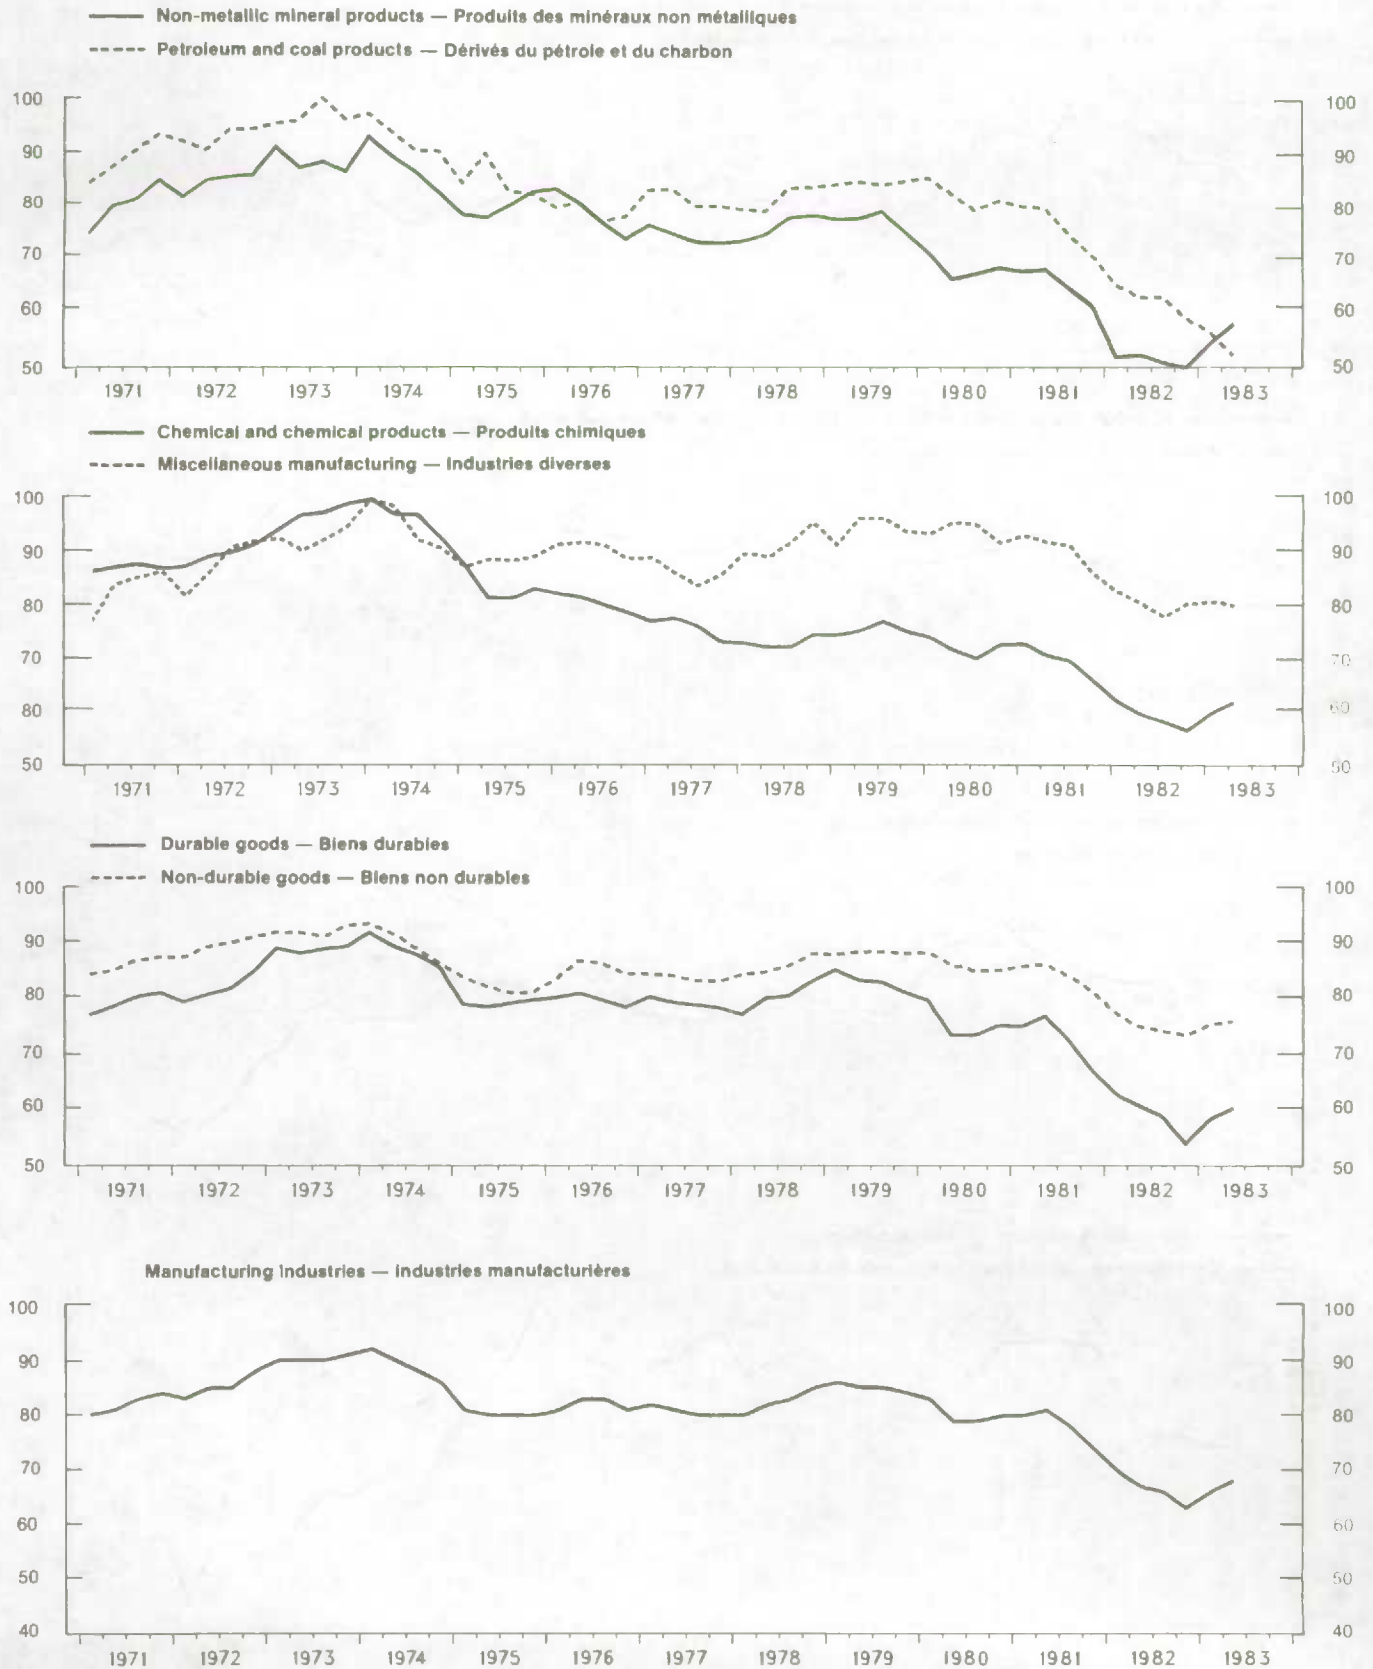 Non-metallic mineral products — Produits des minéraux non métalliques
Petroleum and coal products — Dérivés du pétrole et du charbon
100 100
90 90
80 80
70 70
60 60
50 50
1971 1972 1973 1974 1975 1976 1977 1978 1979 1980 1981 1982 1983
Chemical and chemical products — Produits chimiques
Miscellaneous manufacturing — Industries diverses
100 100
90 90
80 80
70 70
80 60
50 50
1971 1972 1973 1974 1975 1976 1977 1978 1979 1980 1981 1982 1983
Durable goods — Biens durables
Non-durable goods — Biens non durables
100 100
90 90
80 80
70 70
60 60
50 50
1971 1972 1973 1974 1975 1976 1977 1978 1979 1980 1981 1982 1983
Manufacturing Industries — Industries manufacturières
100 100
90 90
80 80
70 70
60 60
50 50
40 40
1971 1972 1973 1974 1975 1976 1977 1978 1979 1980 1981 1982 1983